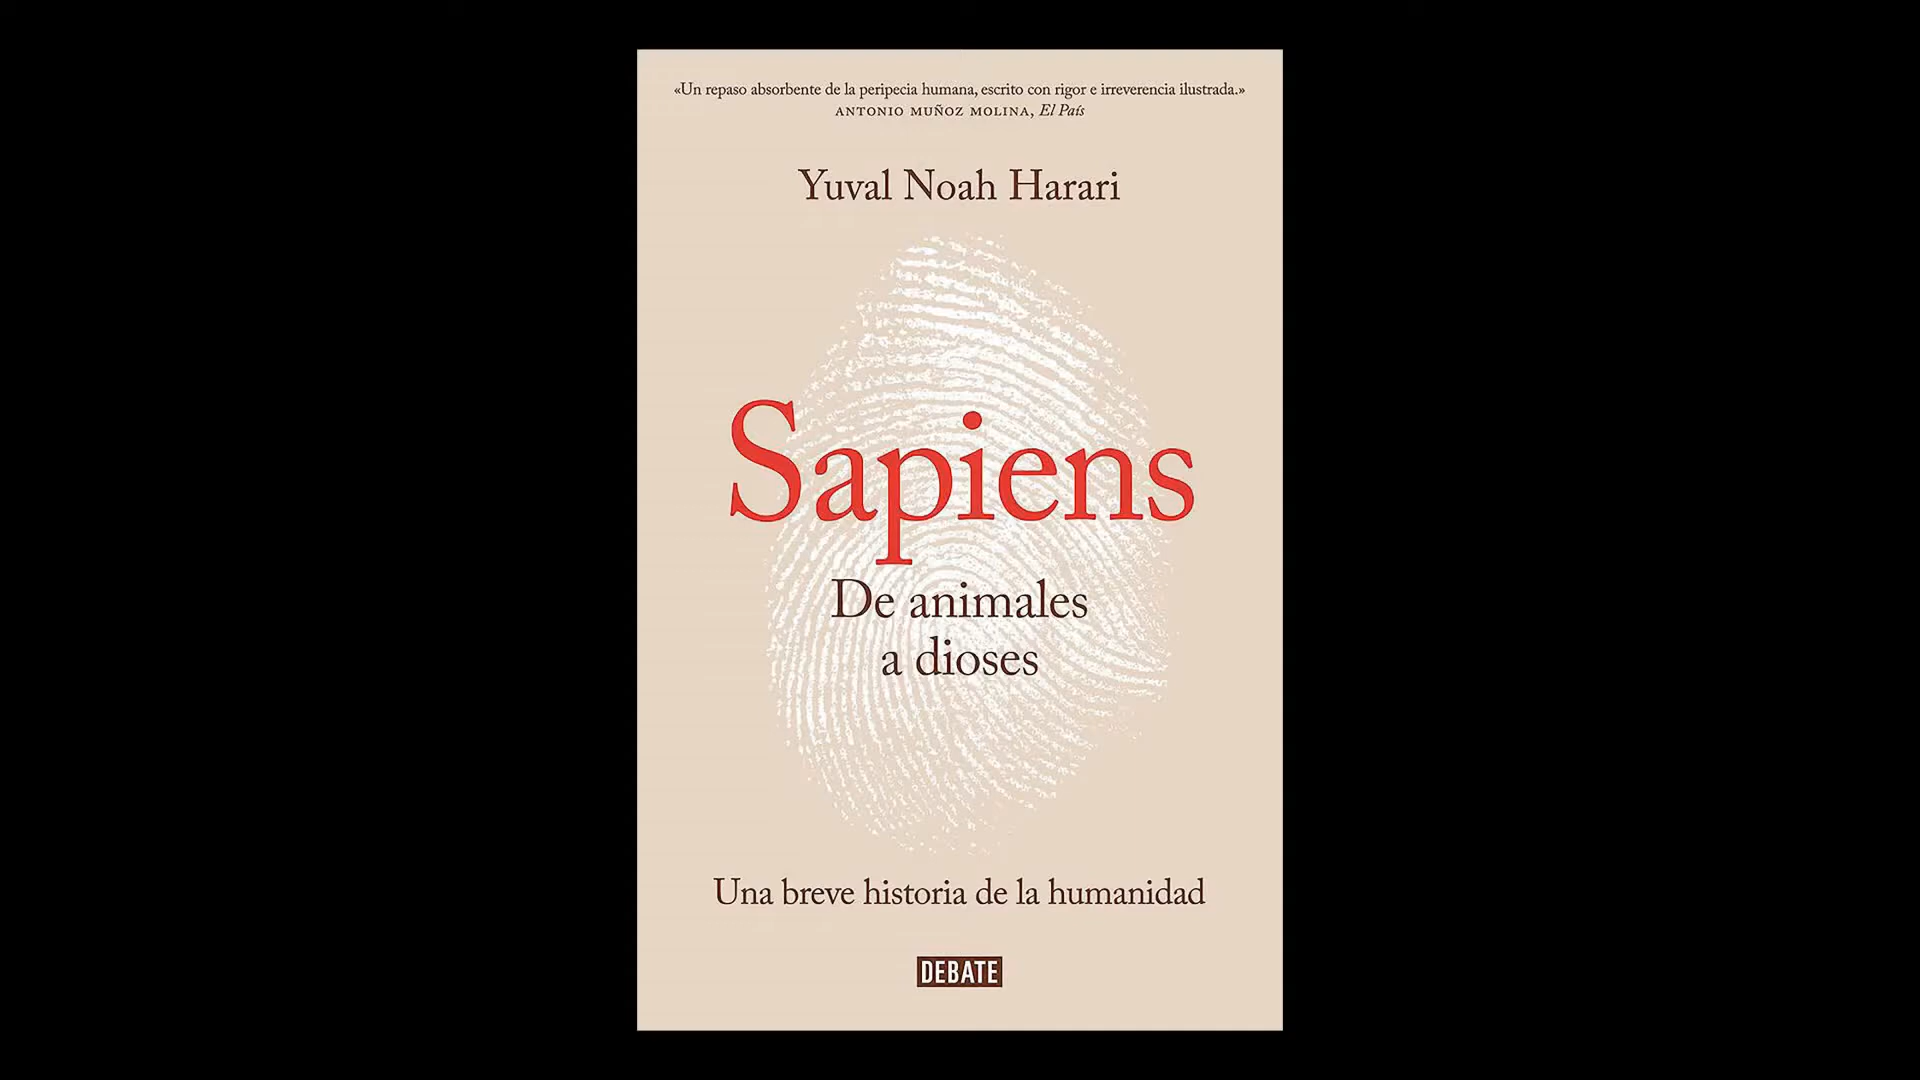 «Un repaso absorbente de la peripecia humana, escrito con rigor e irreverencia ilustrada.»
ANTONIO MUÑOZ MOLINA, El País
Yuval Noah Harari
Sapiens
De animales
a dioses
Una breve historia de la humanidad
DEBATE